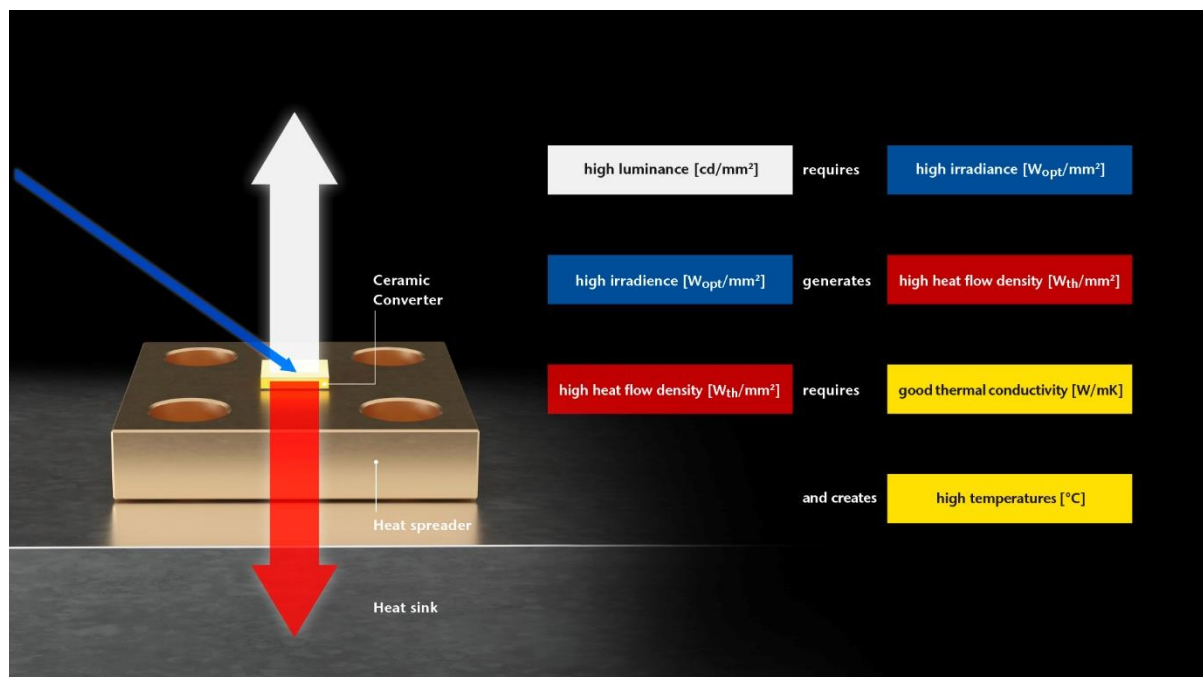 high luminance [cd/mm²] requires high irradiance [Wopt/mm²]
high irradience [Wopt/mm²] generates high heat flow density [Wth/mm²]
Ceramic
Converter
high heat flow density [Wth/mm²] requires good thermal conductivity [W/mK]
and creates high temperatures [°C]
Heat spreader
Heat sink